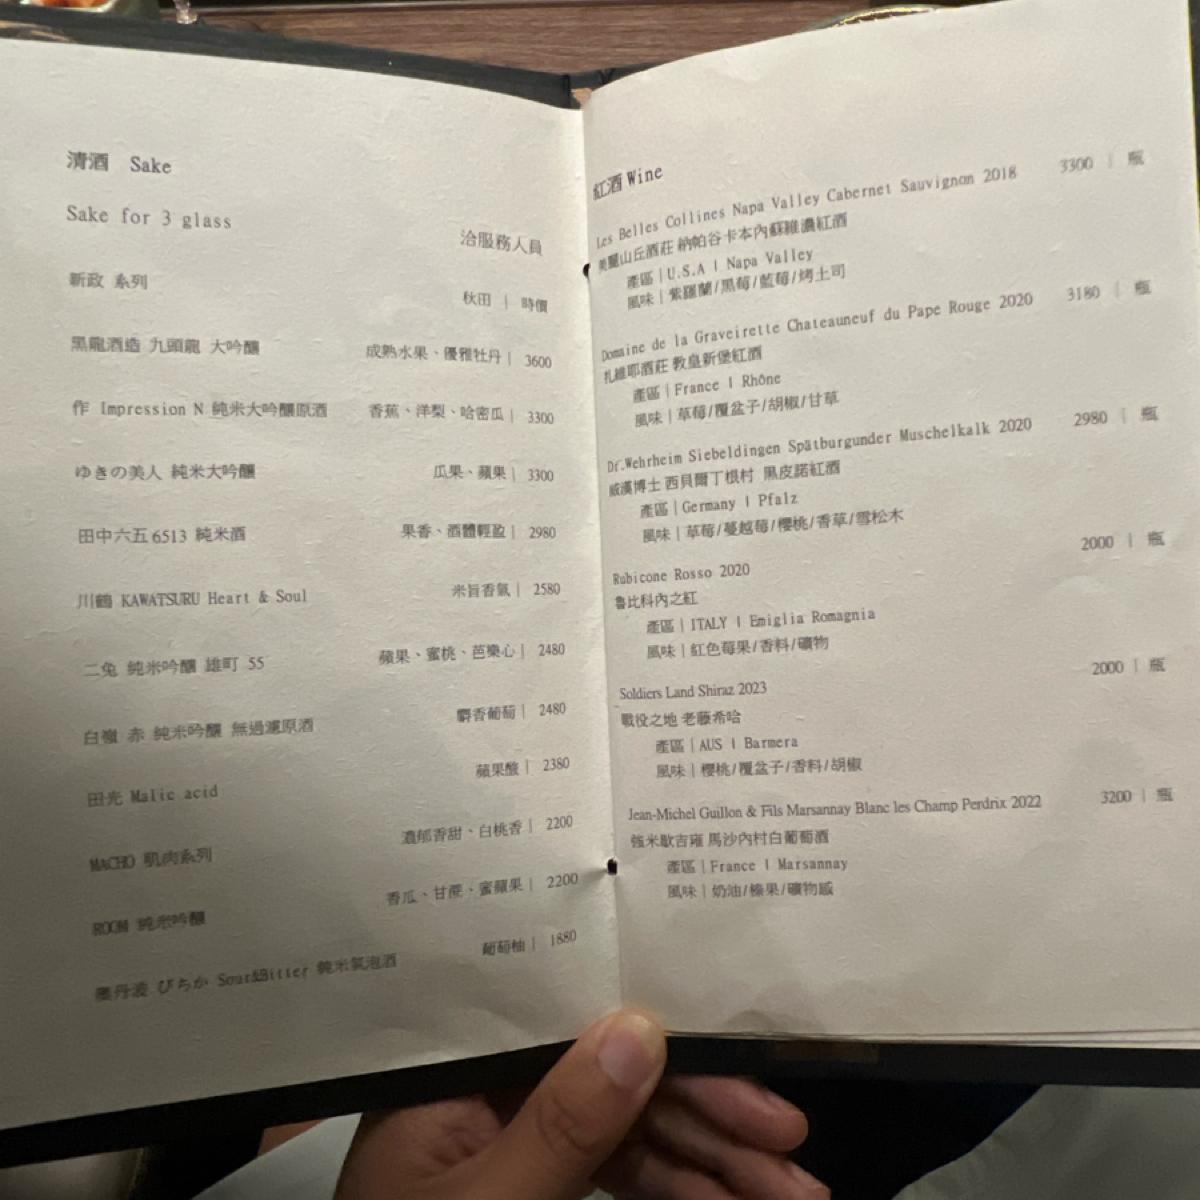 清酒 Sake
Sake for 3 glass 洽服務人員
新政 系列 秋田 | 時價
黑龍酒造 九頭龍 大吟釀 成熟水果、優雅牡丹 | 3600
作 Impression N 純米大吟釀原酒 香蕉、洋梨、哈密瓜 | 3300
ゆきの美人 純米大吟釀 瓜果、蘋果 | 3300
田中六五 6513 純米酒 果香、酒體輕盈 | 2980
川鶴 KAWATSURU Heart & Soul 米旨香氣 | 2580
二兔 純米吟釀 雄町 55 蘋果、蜜桃、芭樂心 | 2480
白嶺 赤 純米吟釀 無過濾原酒 麝香葡萄 | 2480
田光 Malic acid 蘋果酸 | 2380
MACHO 肌肉系列 濃郁香甜、白桃香 | 2200
ROOM 純米吟釀 香瓜、甘蔗、蜜蘋果 | 2200
丹波 びちか Sour&Bitter 純米氣泡酒 葡萄柚 | 1880
紅酒 Wine
Les Belles Collines Napa Valley Cabernet Sauvignon 2018 3300 | 瓶
美麗山丘酒莊 納帕谷卡本內蘇維濃紅酒
產區 | U.S.A | Napa Valley
風味 | 紫羅蘭/黑莓/藍莓/烤土司
Domaine de la Graveirette Chateauneuf du Pape Rouge 2020 3180 | 瓶
扎維耶酒莊 教皇新堡紅酒
產區 | France | Rhône
風味 | 草莓/覆盆子/胡椒/甘草
Dr.Wehrheim Siebeldingen Spätburgunder Muschelkalk 2020 2980 | 瓶
威漢博士 西貝爾丁根村 黑皮諾紅酒
產區 | Germany | Pfalz
風味 | 草莓/蔓越莓/櫻桃/香草/雪松木
Rubicone Rosso 2020 2000 | 瓶
魯比科內之紅
產區 | ITALY | Emiglia Romagnia
風味 | 紅色莓果/香料/礦物
Soldiers Land Shiraz 2023 2000 | 瓶
戰役之地 老藤希哈
產區 | AUS | Barmera
風味 | 櫻桃/覆盆子/香料/胡椒
Jean-Michel Guillon & Fils Marsannay Blanc les Champ Perdrix 2022 3200 | 瓶
強米歇吉雍 馬沙內村白葡萄酒
產區 | France | Marsannay
風味 | 奶油/榛果/礦物感